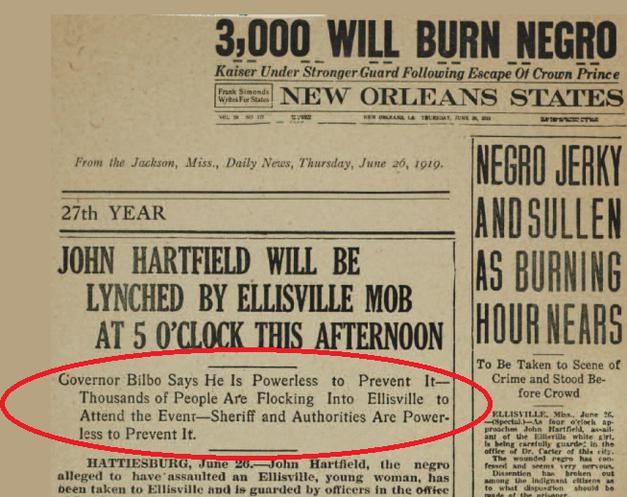 3,000 WILL BURN NEGRO
Kaiser Under Stronger Guard Following Escape Of Crown Prince
Frank Simonds
Writes For States
NEW ORLEANS STATES
NEW ORLEANS, LA. THURSDAY, JUNE 26, 1919
From the Jackson, Miss., Daily News, Thursday, June 26, 1919.
27th YEAR
JOHN HARTFIELD WILL BE
LYNCHED BY ELLISVILLE MOB
AT 5 O'CLOCK THIS AFTERNOON
Governor Bilbo Says He Is Powerless to Prevent It—
Thousands of People Are Flocking Into Ellisville to
Attend the Event—Sheriff and Authorities Are Power-
less to Prevent It.
HATTIESBURG, June 26.—John Hartfield, the negro
alleged to have assaulted an Ellisville, young woman, has
been taken to Ellisville and is guarded by officers in the office
NEGRO JERKY
AND SULLEN
AS BURNING
HOUR NEARS
To Be Taken to Scene of
Crime and Stood Be-
fore Crowd
ELLISVILLE, Miss., June 26.
—(Special.)—As four o'clock ap-
proaches John Hartfield, assail-
ant of the Ellisville white girl,
is being carefully guarded in the
office of Dr. Carter of this city.
The wounded negro has con-
fessed and seems very nervous.
Dissention has broken out
among the indignant citizens as
to what disposition should be
made of the prisoner